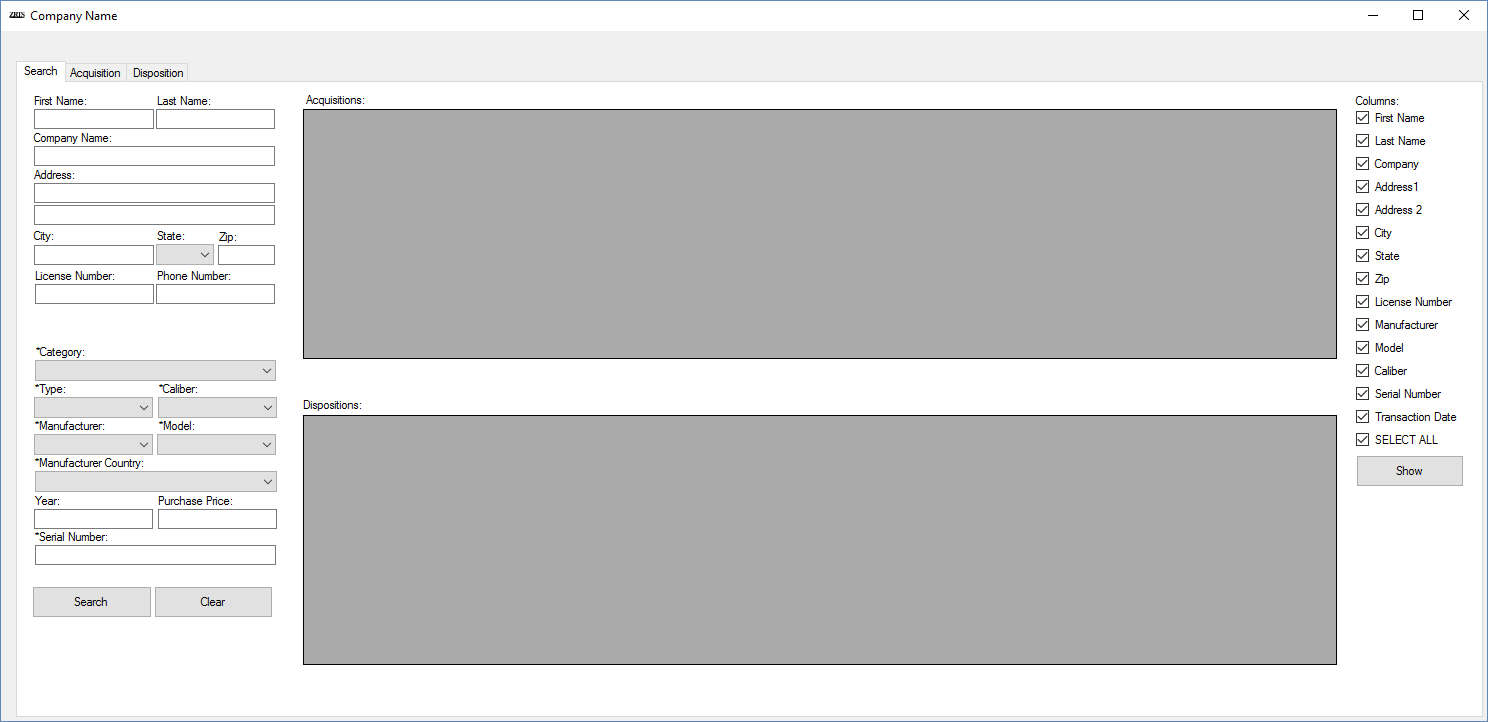 ZRTS Company Name
Search Acquisition Disposition
First Name: Last Name:
Company Name:
Address:
City: State: Zip:
License Number: Phone Number:
*Category:
*Type: *Caliber:
*Manufacturer: *Model:
*Manufacturer Country:
Year: Purchase Price:
*Serial Number:
Search Clear
Acquisitions:
Dispositions:
Columns:
First Name
Last Name
Company
Address1
Address 2
City
State
Zip
License Number
Manufacturer
Model
Caliber
Serial Number
Transaction Date
SELECT ALL
Show